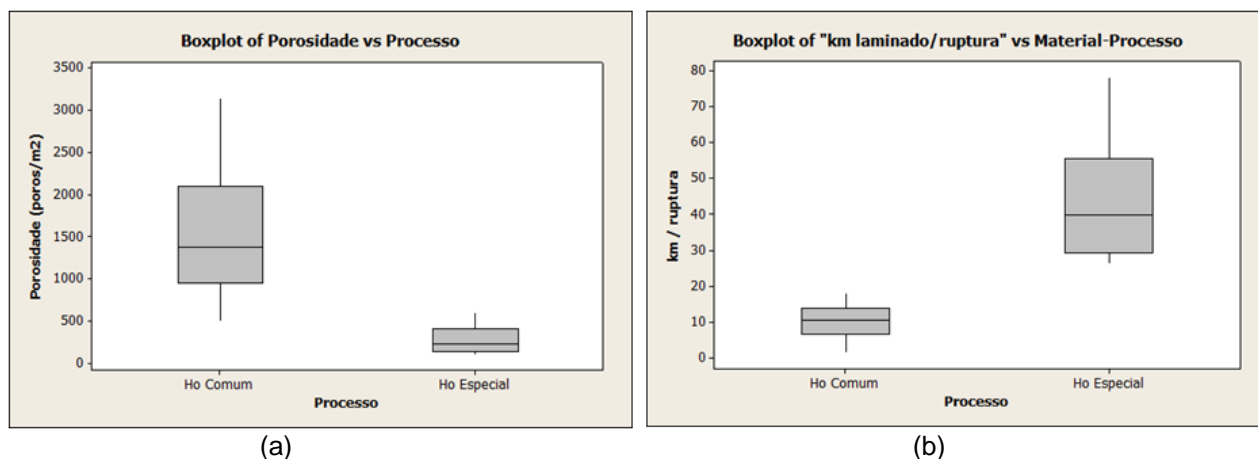 Boxplot of Porosidade vs Processo
Porosidade (poros/m2)
3500
3000
2500
2000
1500
1000
500
0
Ho Comum Ho Especial
Processo
(a)
Boxplot of "km laminado/ruptura" vs Material-Processo
km / ruptura
80
70
60
50
40
30
20
10
0
Ho Comum Ho Especial
Processo
(b)